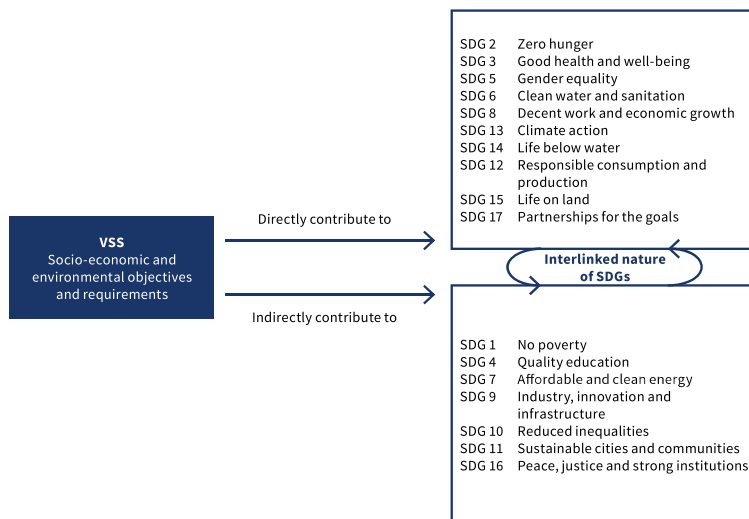 SDG 2 Zero hunger
SDG 3 Good health and well-being
SDG 5 Gender equality
SDG 6 Clean water and sanitation
SDG 8 Decent work and economic growth
SDG 13 Climate action
SDG 14 Life below water
SDG 12 Responsible consumption and
production
SDG 15 Life on land
SDG 17 Partnerships for the goals
Directly contribute to
VSS
Socio-economic and
environmental objectives
and requirements
Indirectly contribute to
Interlinked nature
of SDGs
SDG 1 No poverty
SDG 4 Quality education
SDG 7 Affordable and clean energy
SDG 9 Industry, innovation and
infrastructure
SDG 10 Reduced inequalities
SDG 11 Sustainable cities and communities
SDG 16 Peace, justice and strong institutions